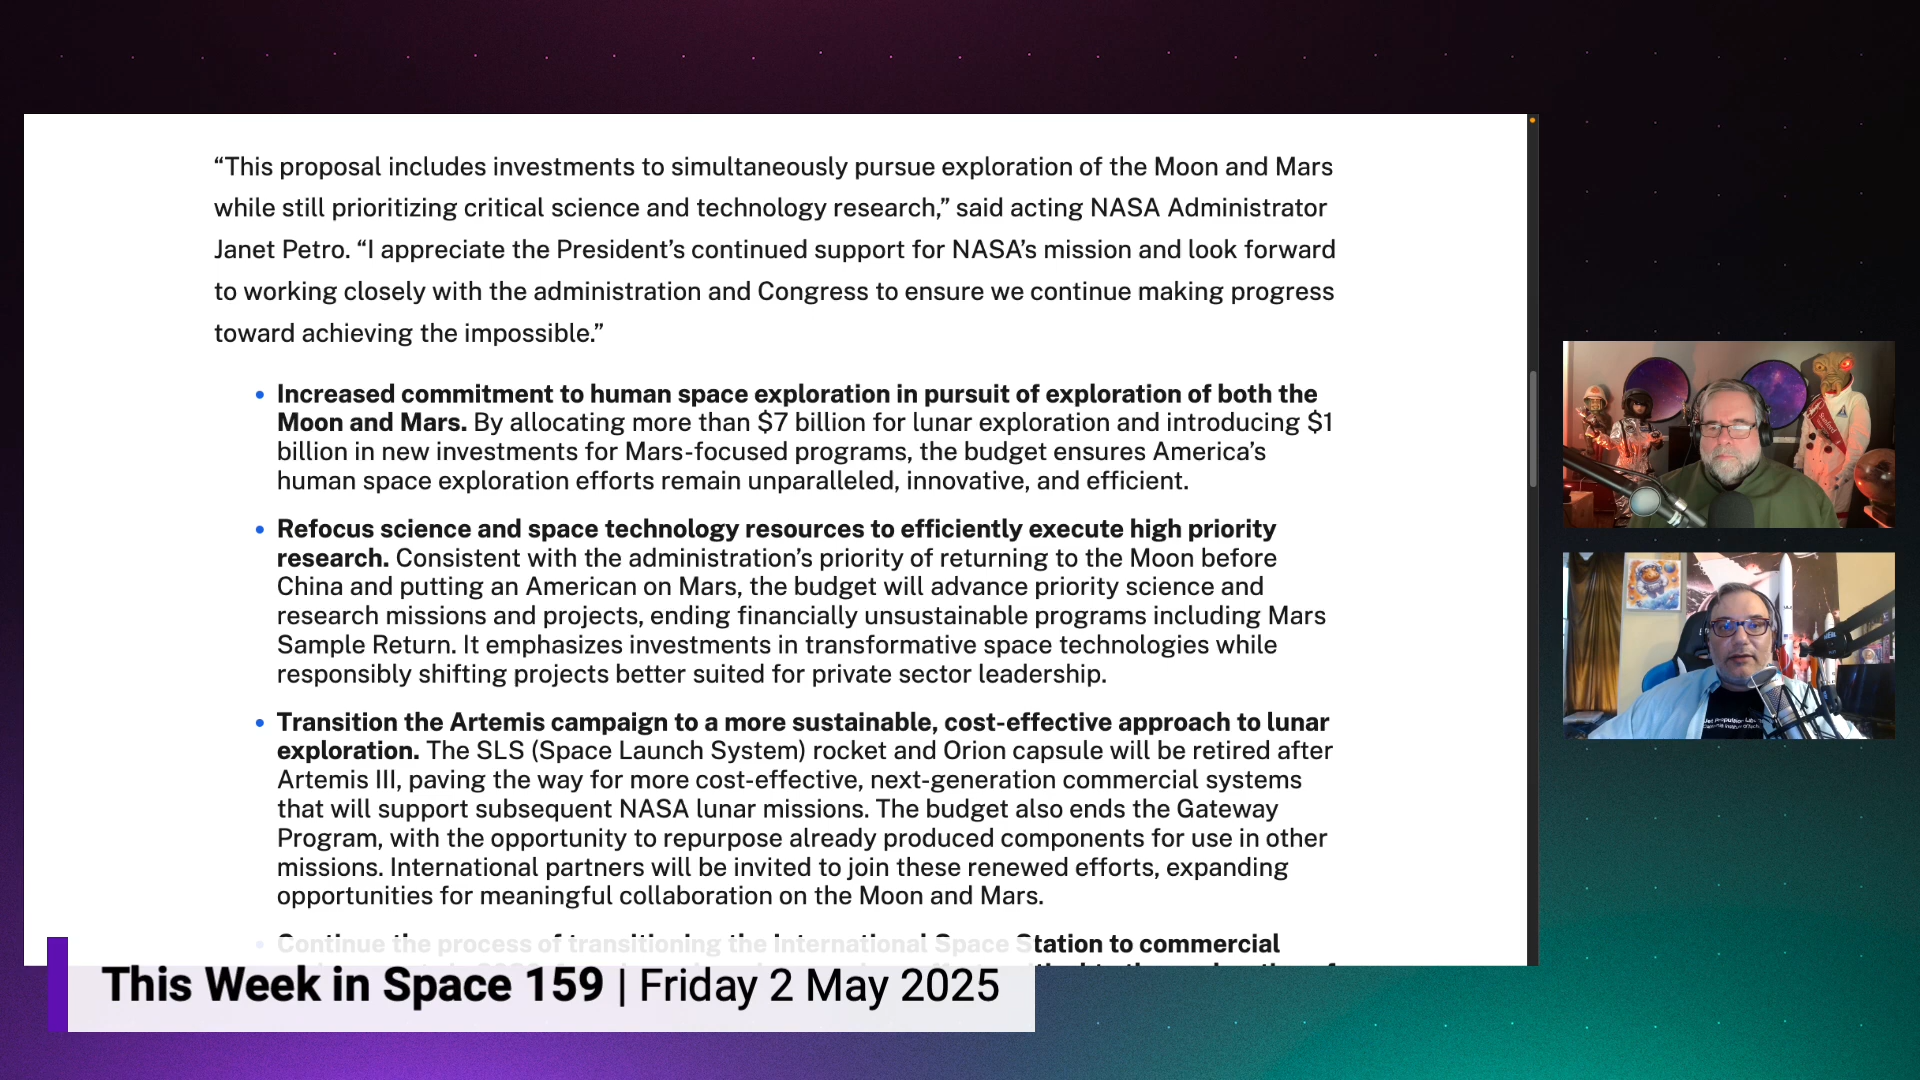 “This proposal includes investments to simultaneously pursue exploration of the Moon and Mars
while still prioritizing critical science and technology research,” said acting NASA Administrator
Janet Petro. “I appreciate the President’s continued support for NASA’s mission and look forward
to working closely with the administration and Congress to ensure we continue making progress
toward achieving the impossible.”
• Increased commitment to human space exploration in pursuit of exploration of both the
Moon and Mars. By allocating more than $7 billion for lunar exploration and introducing $1
billion in new investments for Mars-focused programs, the budget ensures America’s
human space exploration efforts remain unparalleled, innovative, and efficient.
• Refocus science and space technology resources to efficiently execute high priority
research. Consistent with the administration’s priority of returning to the Moon before
China and putting an American on Mars, the budget will advance priority science and
research missions and projects, ending financially unsustainable programs including Mars
Sample Return. It emphasizes investments in transformative space technologies while
responsibly shifting projects better suited for private sector leadership.
• Transition the Artemis campaign to a more sustainable, cost-effective approach to lunar
exploration. The SLS (Space Launch System) rocket and Orion capsule will be retired after
Artemis III, paving the way for more cost-effective, next-generation commercial systems
that will support subsequent NASA lunar missions. The budget also ends the Gateway
Program, with the opportunity to repurpose already produced components for use in other
missions. International partners will be invited to join these renewed efforts, expanding
opportunities for meaningful collaboration on the Moon and Mars.
• Continue the process of transitioning the International Space Station to commercial
This Week in Space 159 | Friday 2 May 2025
Jet Propulsion